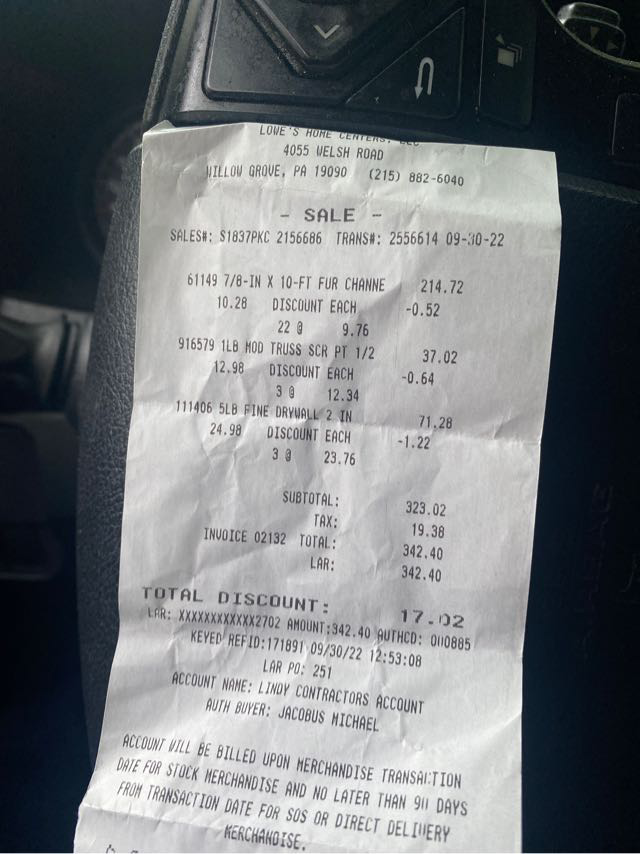 LOWE'S HOME CENTERS, LLC
4055 WELSH ROAD
WILLOW GROVE, PA 19090 (215) 882-6040
- SALE -
SALES#: S1837PKC 2156686 TRANS#: 2556614 09-30-22
61149 7/8-IN X 10-FT FUR CHANNE 214.72
10.28 DISCOUNT EACH -0.52
22 @ 9.76
916579 1LB MOD TRUSS SCR PT 1/2 37.02
12.98 DISCOUNT EACH -0.64
3 @ 12.34
111406 5LB FINE DRYWALL 2 IN 71.28
24.98 DISCOUNT EACH -1.22
3 @ 23.76
SUBTOTAL: 323.02
TAX: 19.38
INVOICE 02132 TOTAL: 342.40
LAR: 342.40
TOTAL DISCOUNT: 17.02
LAR: XXXXXXXXXXXX2702 AMOUNT:342.40 AUTHCD: 000885
KEYED REFID:171891 09/30/22 12:53:08
LAR PO: 251
ACCOUNT NAME: LINDY CONTRACTORS ACCOUNT
AUTH BUYER: JACOBUS MICHAEL
ACCOUNT WILL BE BILLED UPON MERCHANDISE TRANSACTION
DATE FOR STOCK MERCHANDISE AND NO LATER THAN 90 DAYS
FROM TRANSACTION DATE FOR SOS OR DIRECT DELIVERY
MERCHANDISE.